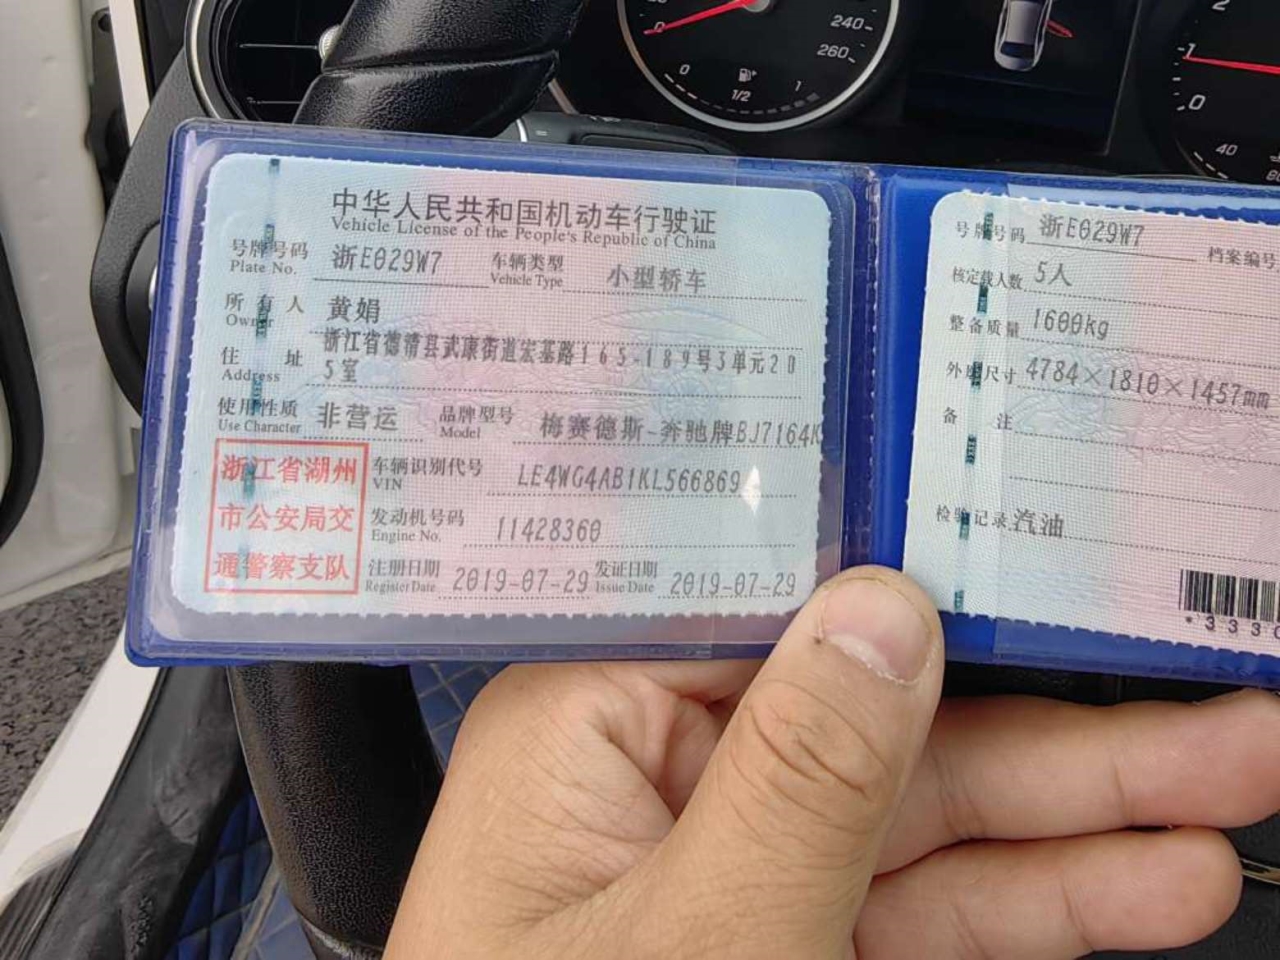 240
260
0
1/2
1
2
1
0
40
中华人民共和国机动车行驶证
Vehicle License of the People's Republic of China
号牌号码 浙E029W7 车辆类型 小型轿车
Plate No. Vehicle Type
所有人 黄娟
Owner
住址 浙江省德清县武康街道宏基路165-189号3单元20
Address 5室
使用性质 非营运 品牌型号 梅赛德斯-奔驰牌BJ7164
Use Character Model
浙江省湖州
市公安局交
通警察支队
车辆识别代号 LE4WG4AB1KL566869
VIN
发动机号码 11428360
Engine No.
注册日期 2019-07-29 发证日期 2019-07-29
Register Date Issue Date
号牌号码 浙E029W7 档案编号
核定载人数 5人
整备质量 1600kg
外廓尺寸 4784×1810×1457mm
备注
检验记录 汽油
*3330